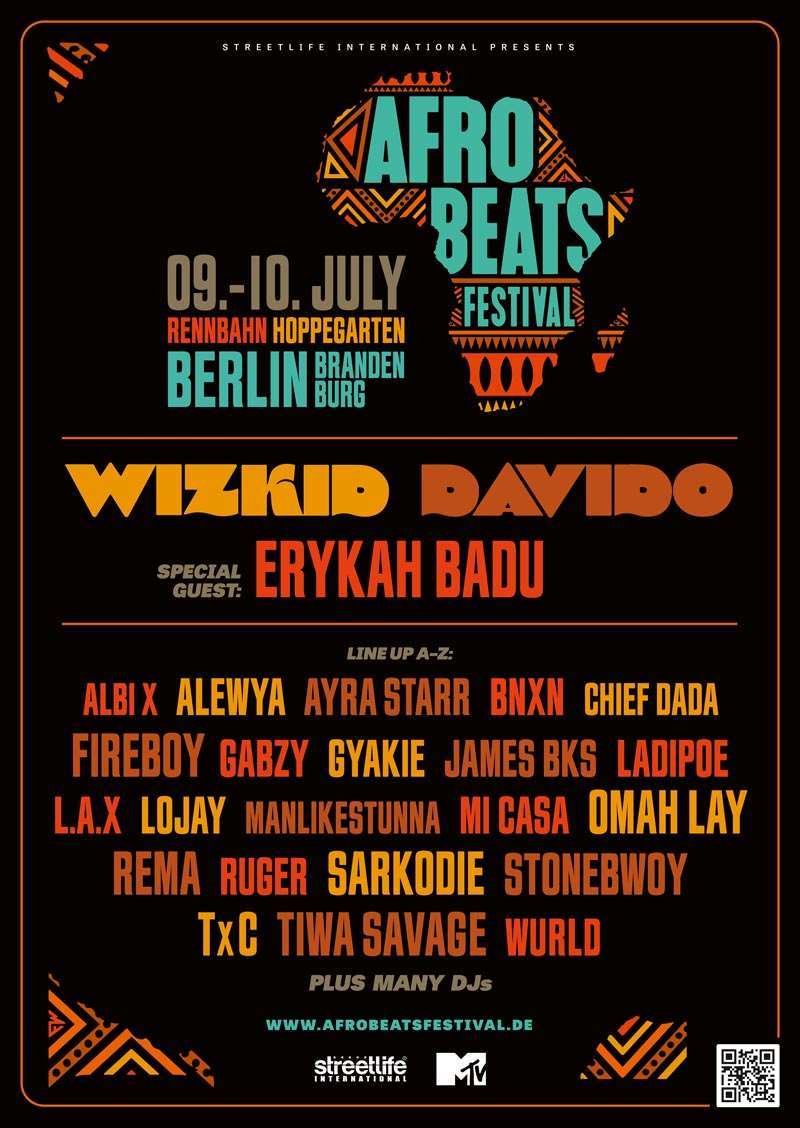 STREETLIFE INTERNATIONAL PRESENTS
AFRO
BEATS
FESTIVAL
09.-10. JULY
RENNBAHN HOPPEGARTEN
BERLIN BRANDEN
BURG
WIZKID DAVIDO
SPECIAL
GUEST: ERYKAH BADU
LINE UP A-Z:
ALBI X ALEWYA AYRA STARR BNXN CHIEF DADA
FIREBOY GABZY GYAKIE JAMES BKS LADIPOE
L.A.X LOJAY MANLIKESTUNNA MI CASA OMAH LAY
REMA RUGER SARKODIE STONEBWOY
TxC TIWA SAVAGE WURLD
PLUS MANY DJs
WWW.AFROBEATSFESTIVAL.DE
streetlife MTV
INTERNATIONAL